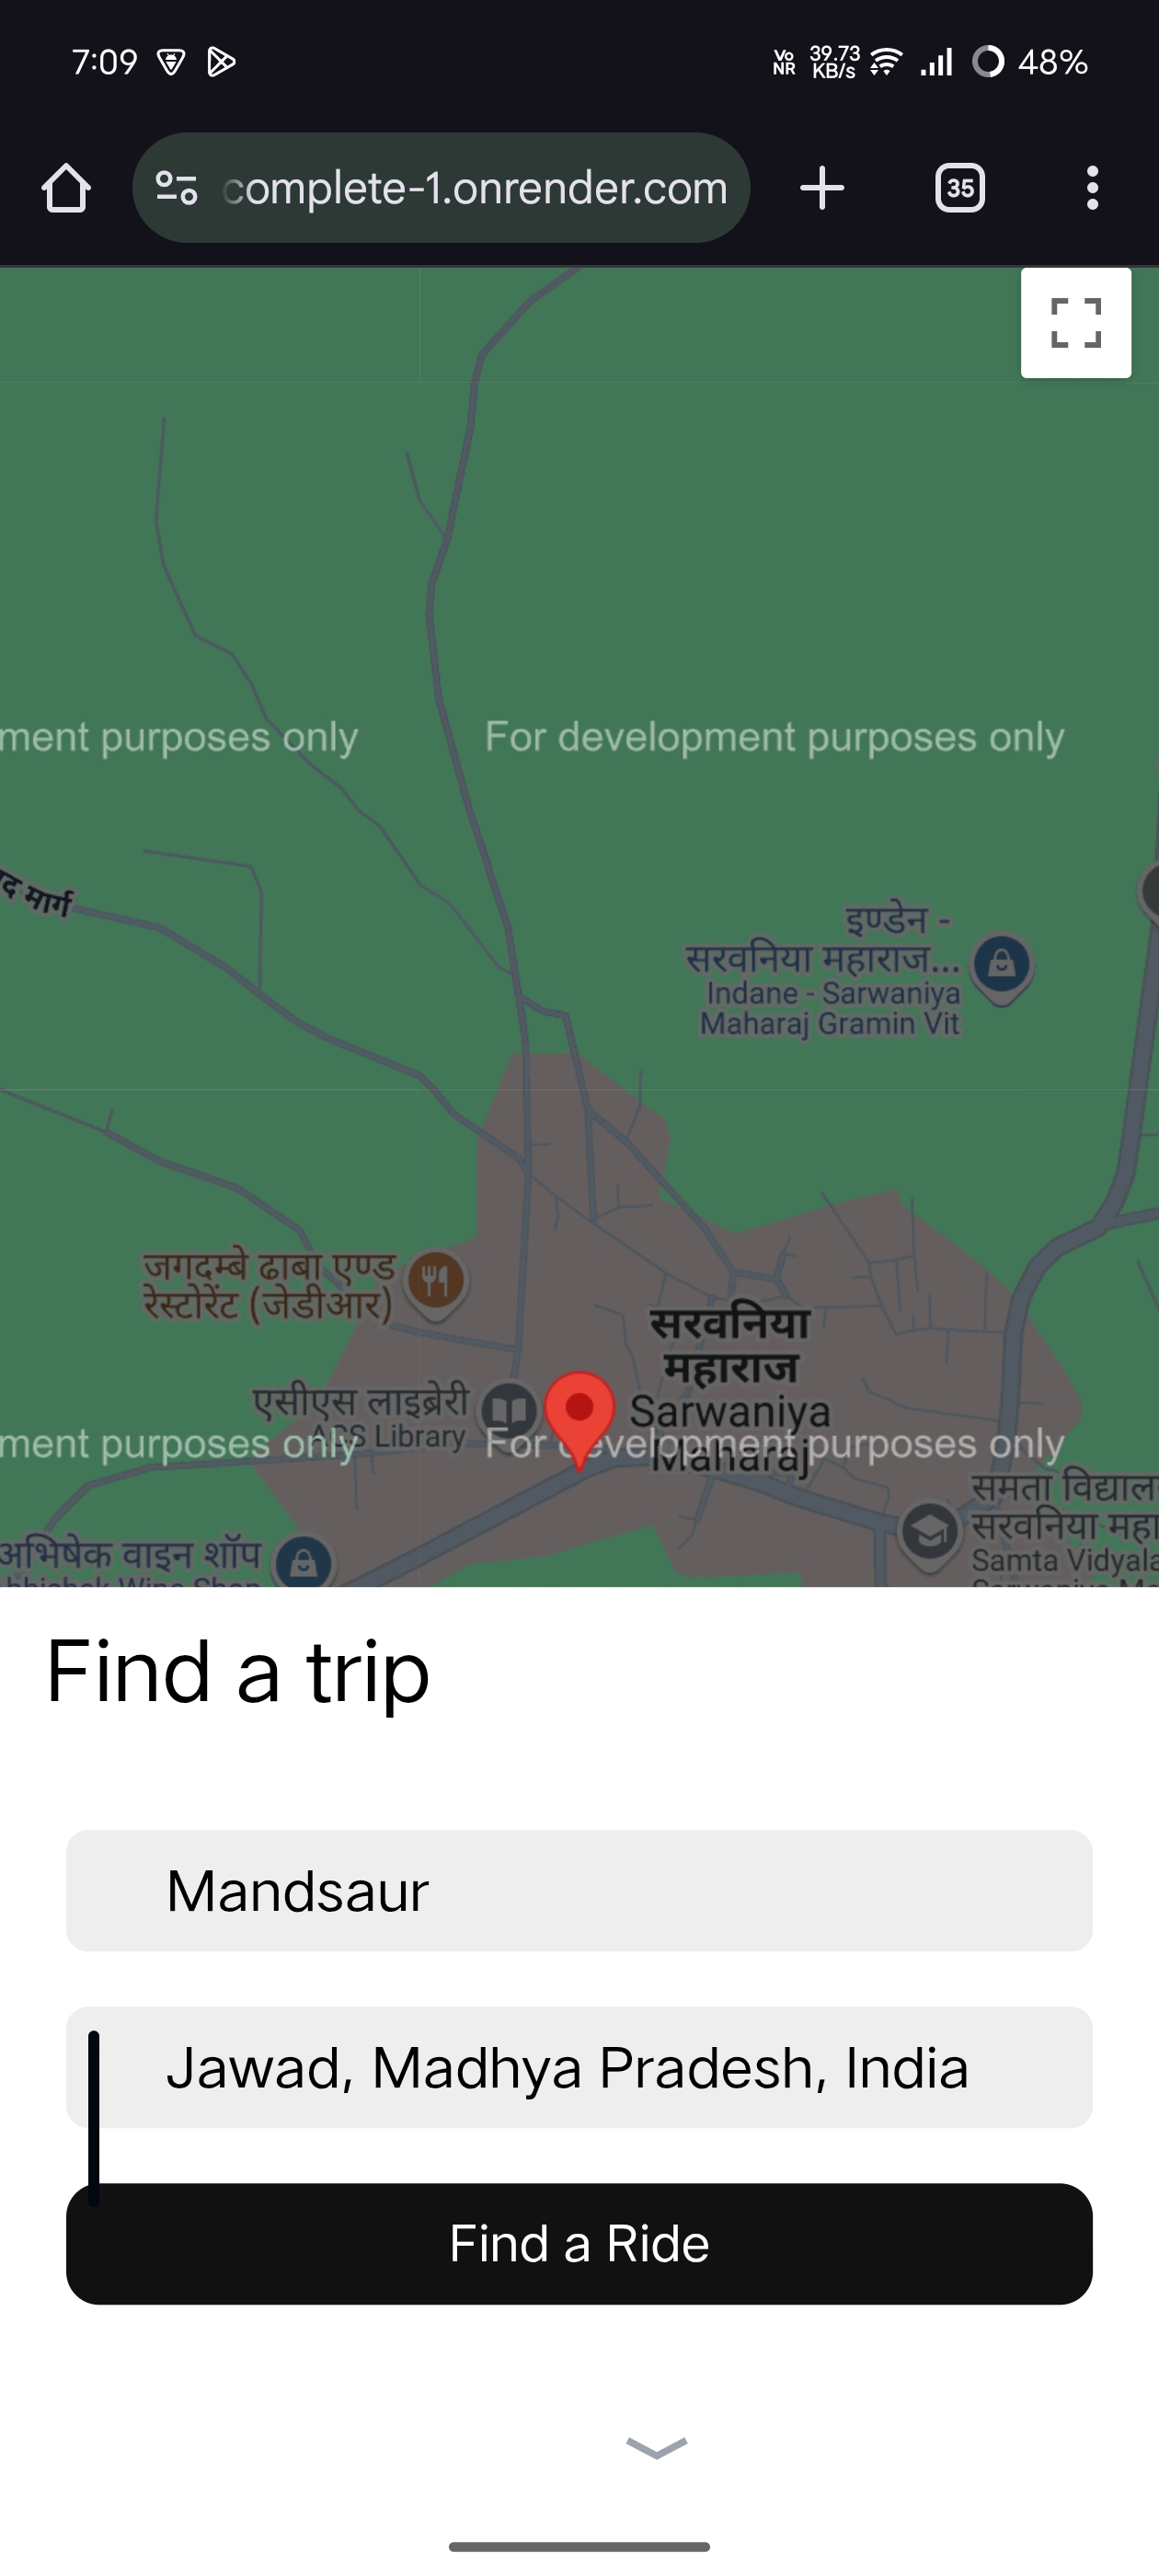 7:09
Vo NR 39.73 KB/s 48%
complete-1.onrender.com
35
ment purposes only For development purposes only
द मार्ग
इण्डेन -
सरवनिया महाराज...
Indane - Sarwaniya
Maharaj Gramin Vit
जगदम्बे ढाबा एण्ड
रेस्टोरेंट (जेडीआर)
सरवनिया
महाराज
Sarwaniya
Maharaj
एसीएस लाइब्रेरी
ACS Library
ment purposes only For development purposes only
समता विद्याल
सरवनिया महा
Samta Vidyala
अभिषेक वाइन शॉप
Find a trip
Mandsaur
Jawad, Madhya Pradesh, India
Find a Ride